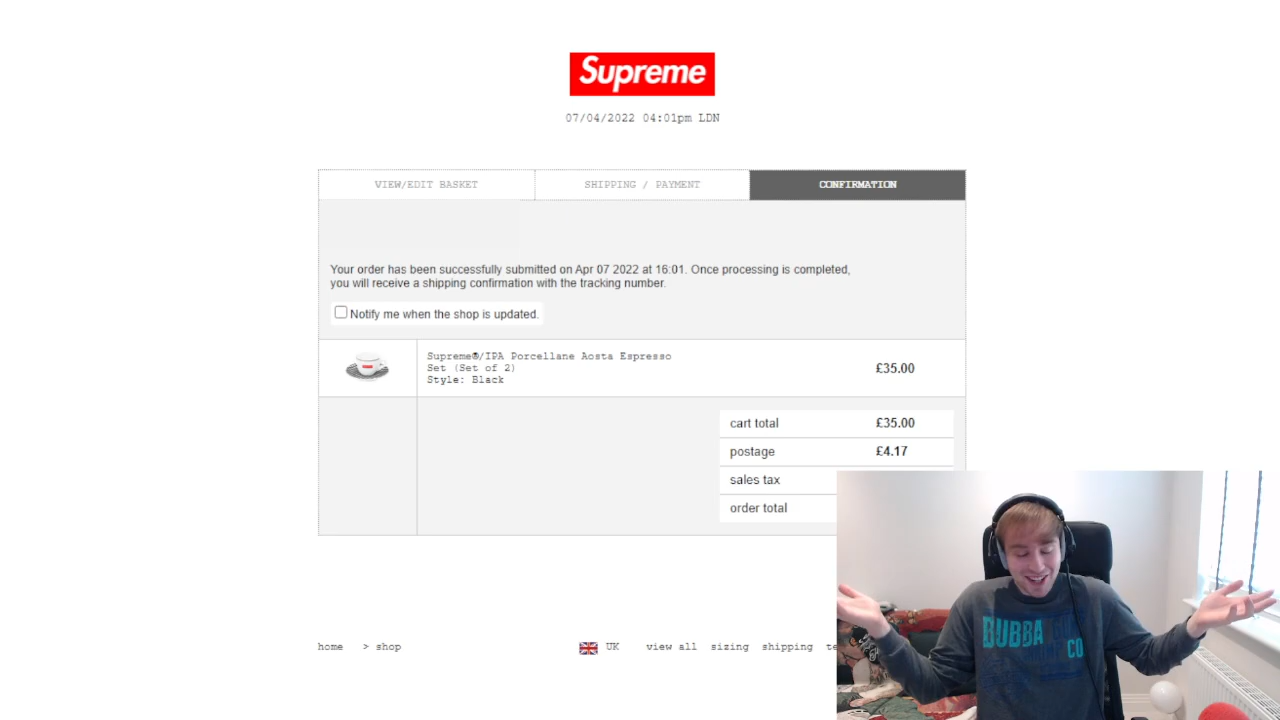 Supreme
07/04/2022 04:01pm LDN
VIEW/EDIT BASKET
SHIPPING / PAYMENT
CONFIRMATION
Your order has been successfully submitted on Apr 07 2022 at 16:01. Once processing is completed,
you will receive a shipping confirmation with the tracking number.
Notify me when the shop is updated.
Supreme®/IPA Porcellane Aosta Espresso
Set (Set of 2)
Style: Black
£35.00
cart total £35.00
postage £4.17
sales tax
order total
BUBBA
CO
home > shop
UK view all sizing shipping